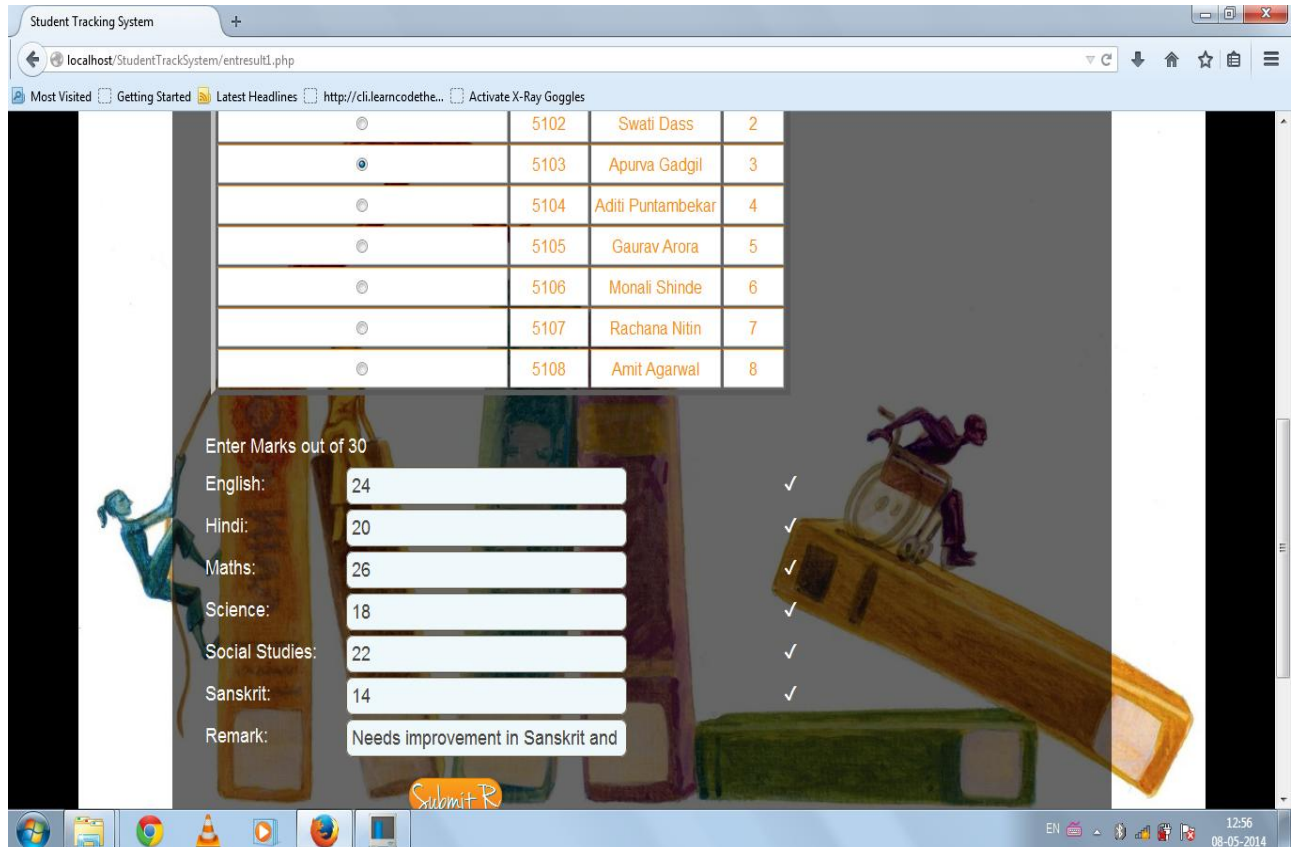 Student Tracking System
localhost/StudentTrackSystem/entresult1.php
Most Visited Getting Started Latest Headlines http://cli.learncodethe... Activate X-Ray Goggles
5102 Swati Dass 2
5103 Apurva Gadgil 3
5104 Aditi Puntambekar 4
5105 Gaurav Arora 5
5106 Monali Shinde 6
5107 Rachana Nitin 7
5108 Amit Agarwal 8
Enter Marks out of 30
English: 24
Hindi: 20
Maths: 26
Science: 18
Social Studies: 22
Sanskrit: 14
Remark: Needs improvement in Sanskrit and
Submit R
EN 12:56
08-05-2014